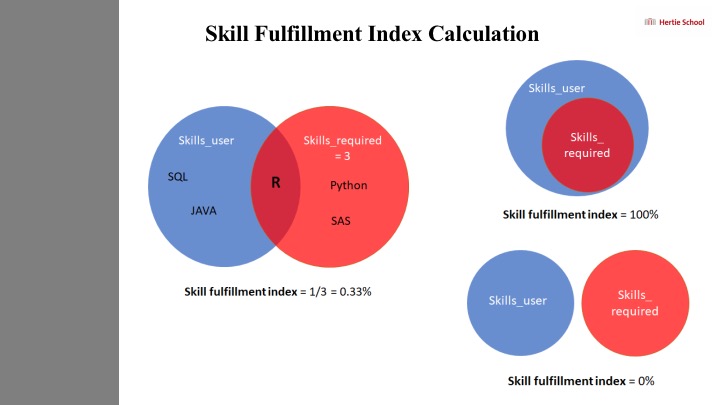 Skill Fulfillment Index Calculation
Hertie School
Skills_user
SQL
JAVA
R
Skills_required
= 3
Python
SAS
Skill fulfillment index = 1/3 = 0.33%
Skills_user
Skills_
required
Skill fulfillment index = 100%
Skills_user
Skills_
required
Skill fulfillment index = 0%